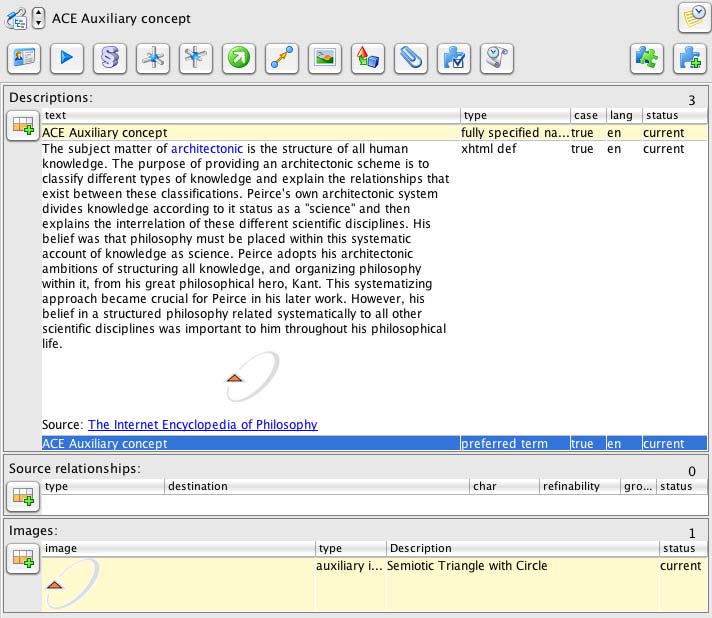 ACE Auxiliary concept
Descriptions: 3
text type case lang status
ACE Auxiliary concept fully specified na... true en current
The subject matter of architectonic is the structure of all human xhtml def true en current
knowledge. The purpose of providing an architectonic scheme is to
classify different types of knowledge and explain the relationships that
exist between these classifications. Peirce's own architectonic system
divides knowledge according to it status as a "science" and then
explains the interrelation of these different scientific disciplines. His
belief was that philosophy must be placed within this systematic
account of knowledge as science. Peirce adopts his architectonic
ambitions of structuring all knowledge, and organizing philosophy
within it, from his great philosophical hero, Kant. This systematizing
approach became crucial for Peirce in his later work. However, his
belief in a structured philosophy related systematically to all other
scientific disciplines was important to him throughout his philosophical
life.
Source: The Internet Encyclopedia of Philosophy
ACE Auxiliary concept preferred term true en current
Source relationships: 0
type destination char refinability gro... status
Images: 1
image type Description status
auxiliary i... Semiotic Triangle with Circle current